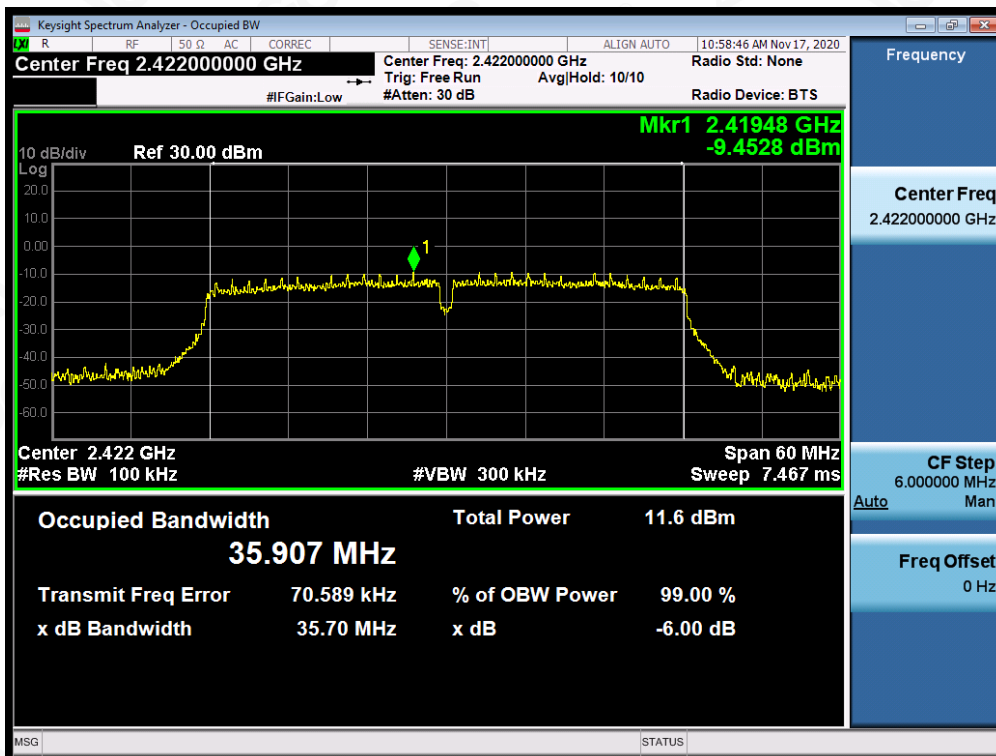 Keysight Spectrum Analyzer - Occupied BW
LXI R RF 50 Ω AC CORREC SENSE:INT ALIGN AUTO 10:58:46 AM Nov 17, 2020
Center Freq 2.422000000 GHz
Center Freq: 2.422000000 GHz Radio Std: None
Trig: Free Run Avg|Hold: 10/10
#IFGain:Low #Atten: 30 dB Radio Device: BTS
Frequency
Mkr1 2.41948 GHz
-9.4528 dBm
10 dB/div Ref 30.00 dBm
Log
20.0
10.0
0.00
-10.0
-20.0
-30.0
-40.0
-50.0
-60.0
1
Center 2.422 GHz Span 60 MHz
#Res BW 100 kHz #VBW 300 kHz Sweep 7.467 ms
Occupied Bandwidth Total Power 11.6 dBm
35.907 MHz
Transmit Freq Error 70.589 kHz % of OBW Power 99.00 %
x dB Bandwidth 35.70 MHz x dB -6.00 dB
Center Freq
2.422000000 GHz
CF Step
6.000000 MHz
Auto Man
Freq Offset
0 Hz
MSG STATUS